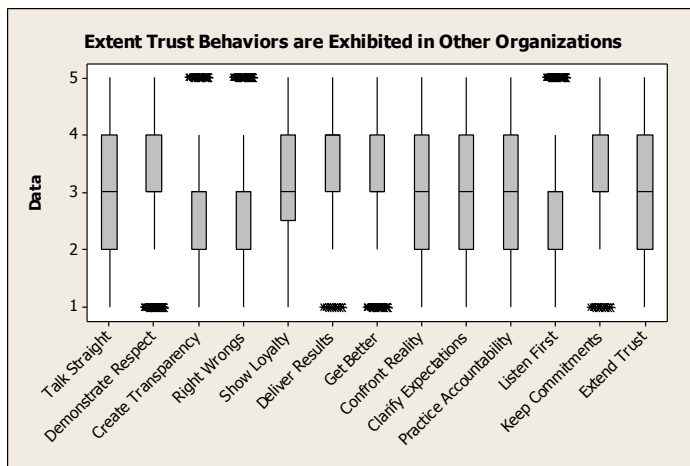 Extent Trust Behaviors are Exhibited in Other Organizations
Data
5
4
3
2
1
Talk Straight
Demonstrate Respect
Create Transparency
Right Wrongs
Show Loyalty
Deliver Results
Get Better
Confront Reality
Clarify Expectations
Practice Accountability
Listen First
Keep Commitments
Extend Trust